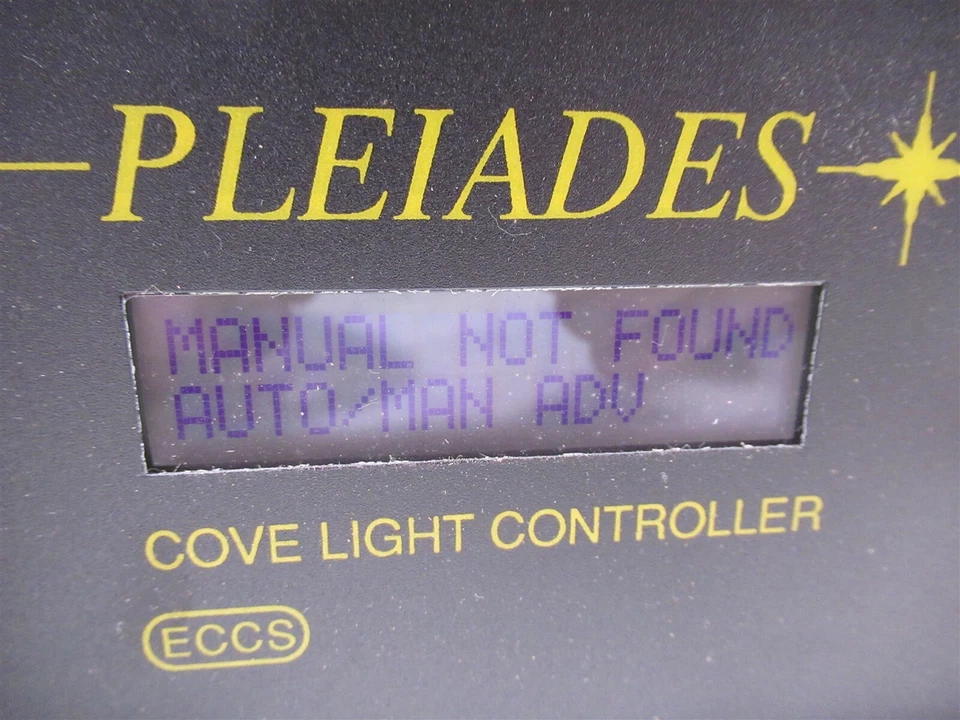 PLEIADES
MANUAL NOT FOUND
AUTO/MAN ADV
COVE LIGHT CONTROLLER
ECCS